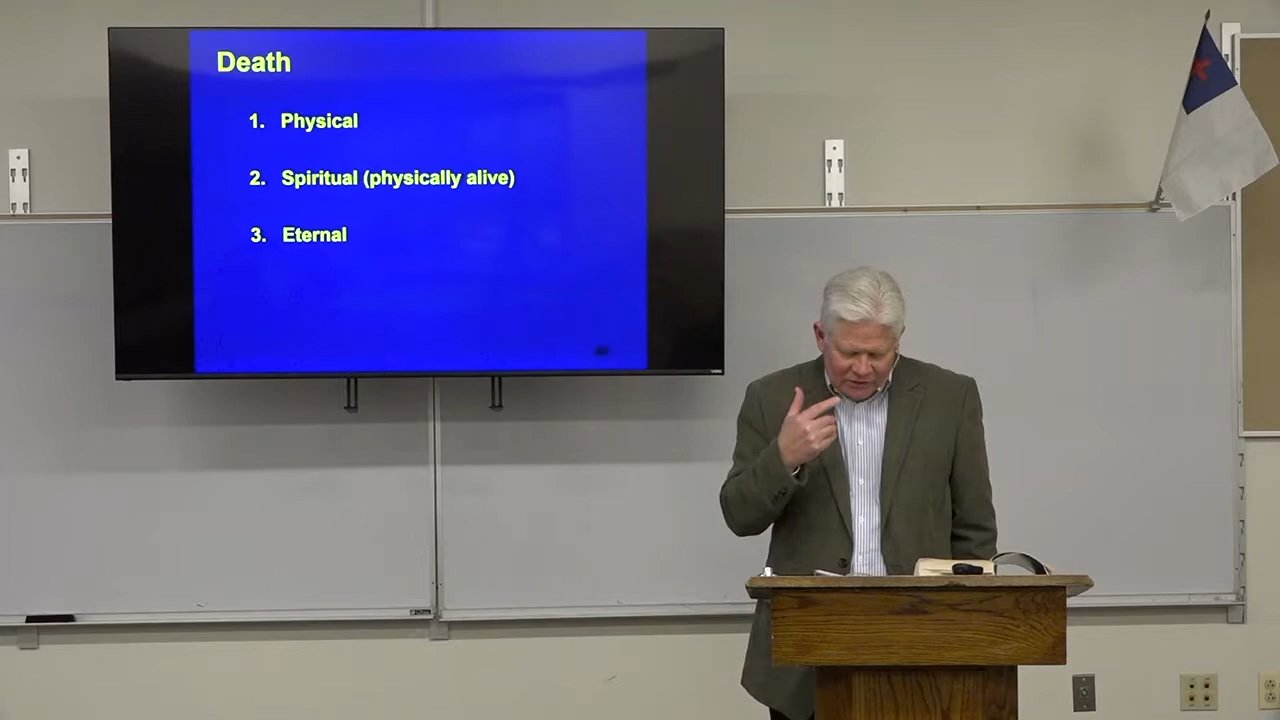 Death
1. Physical
2. Spiritual (physically alive)
3. Eternal